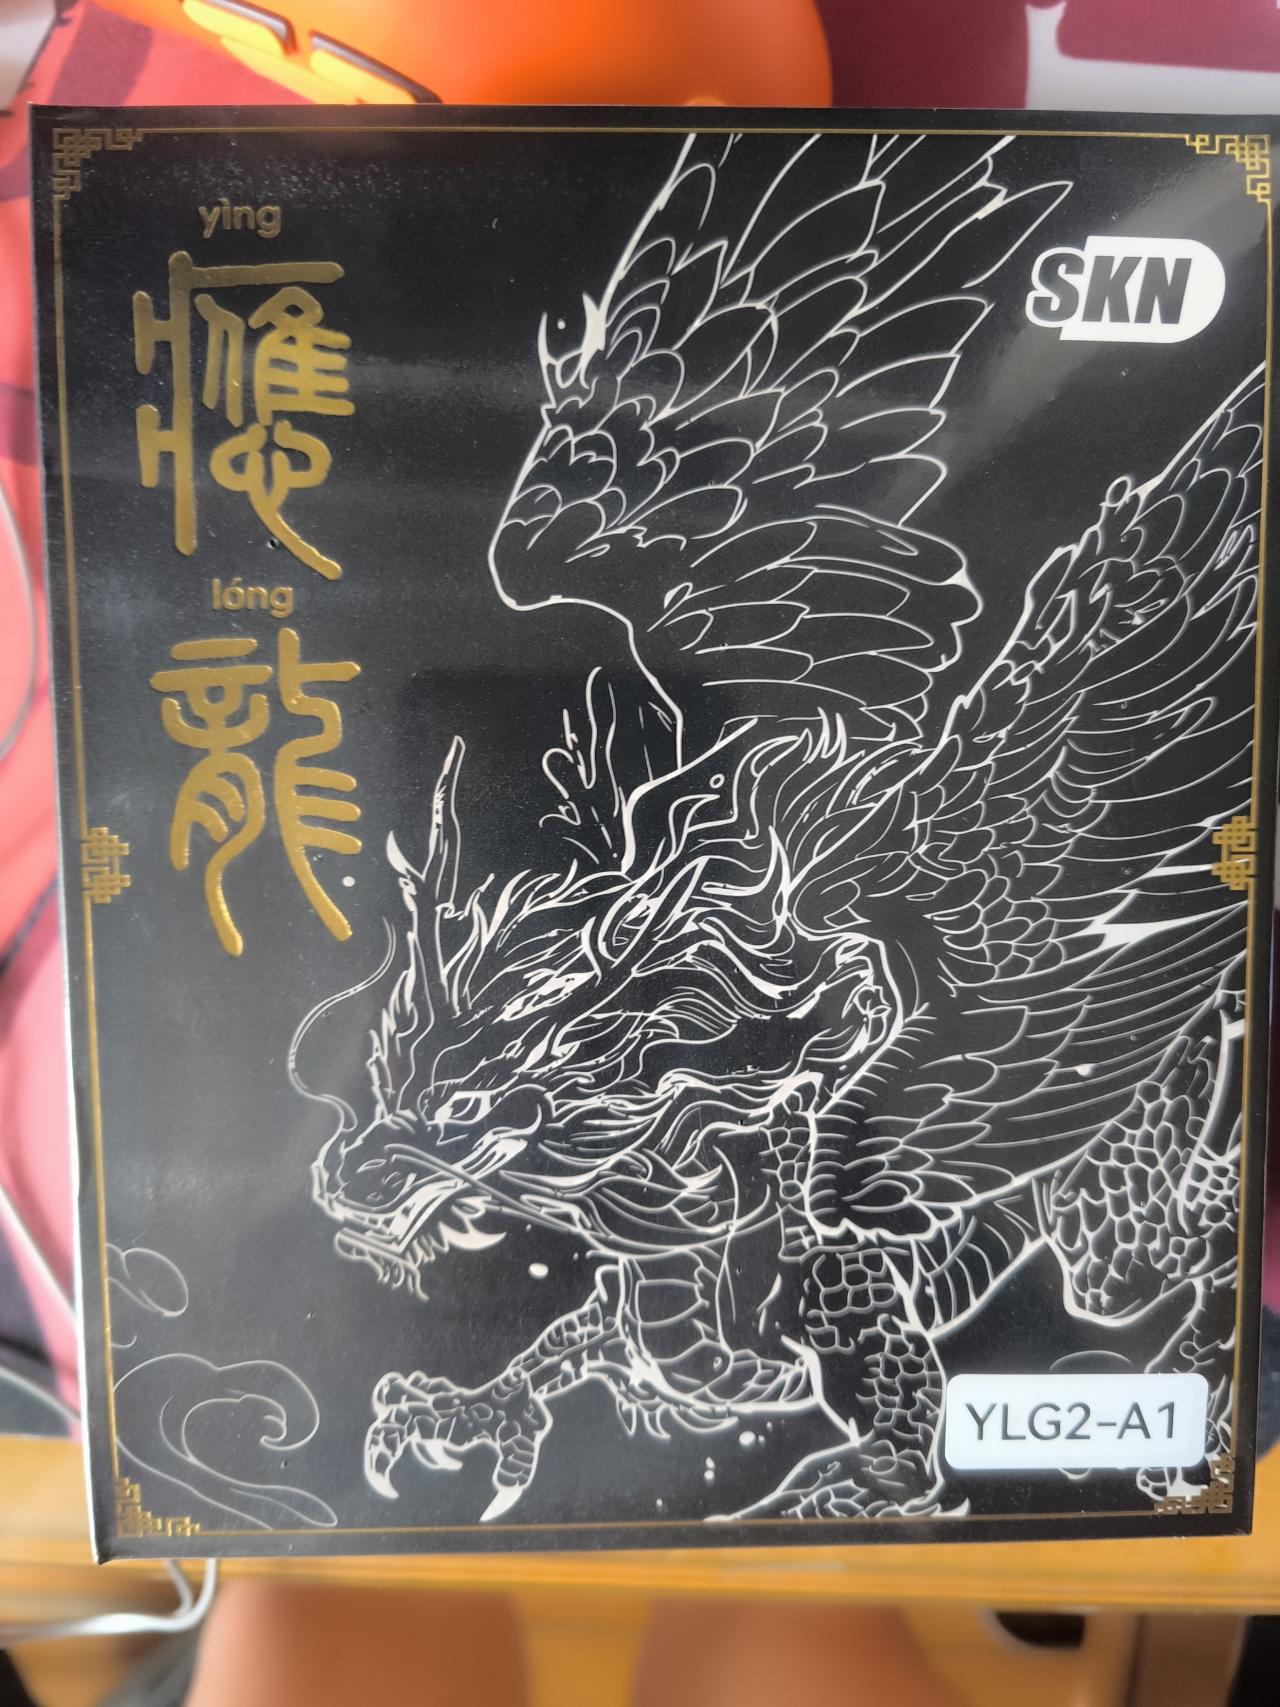 yìng
應
lóng
龍
SKN
YLG2-A1